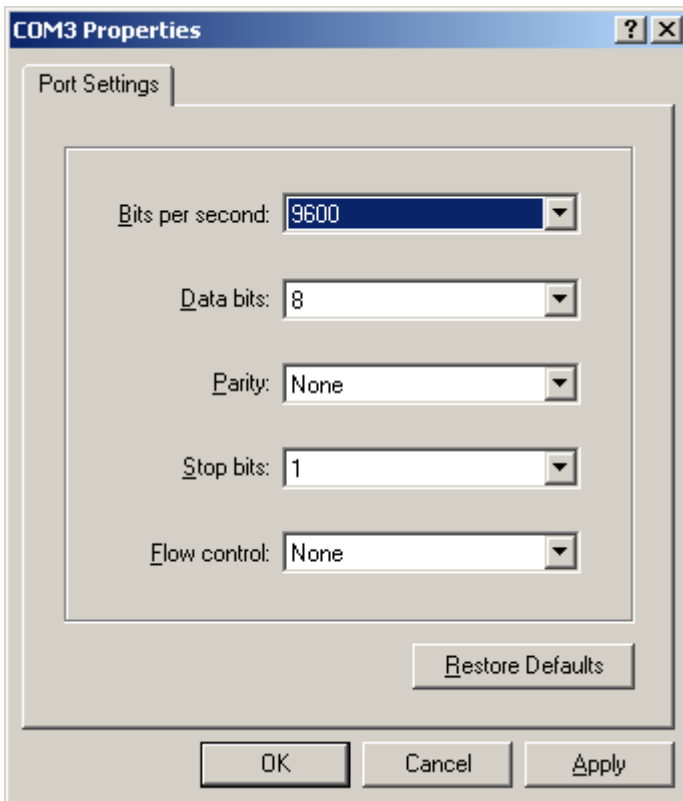 COM3 Properties
Port Settings
Bits per second: 9600
Data bits: 8
Parity: None
Stop bits: 1
Flow control: None
Restore Defaults
OK Cancel Apply